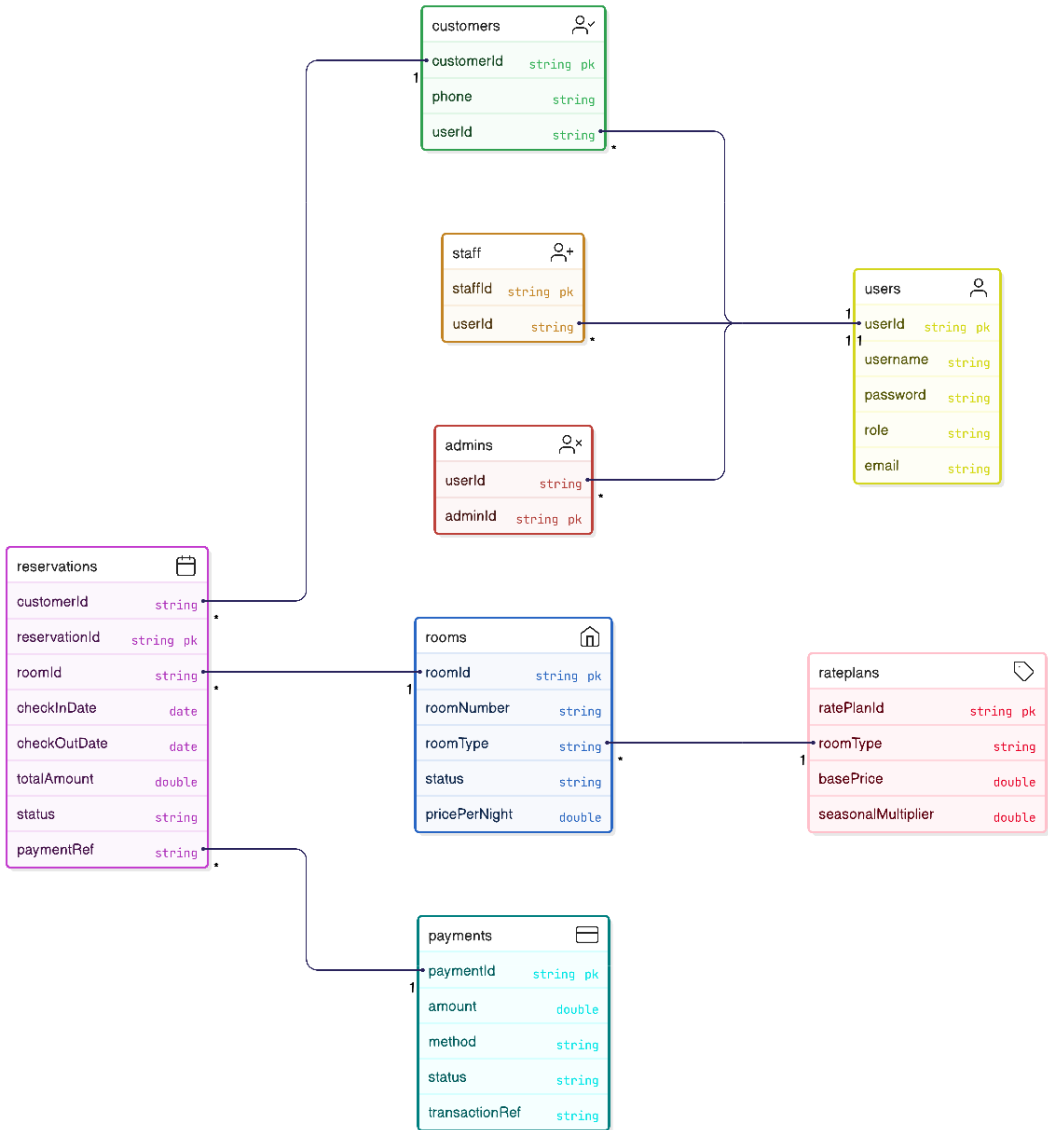 customers
customerId string pk
phone string
userId string
1
*
staff
staffId string pk
userId string
*
users
userId string pk
username string
password string
role string
email string
1
1 1
admins
userId string
adminId string pk
*
reservations
customerId string
reservationId string pk
roomId string
checkInDate date
checkOutDate date
totalAmount double
status string
paymentRef string
*
*
*
rooms
roomId string pk
roomNumber string
roomType string
status string
pricePerNight double
1
*
rateplans
ratePlanId string pk
roomType string
basePrice double
seasonalMultiplier double
1
payments
paymentId string pk
amount double
method string
status string
transactionRef string
1